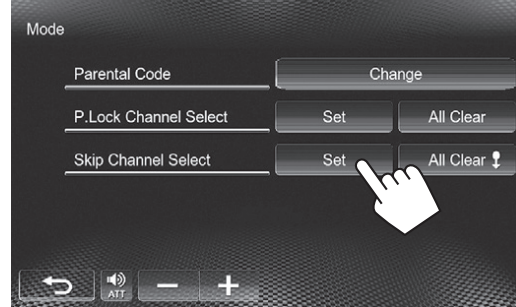 Mode
Parental Code Change
P.Lock Channel Select Set All Clear
Skip Channel Select Set All Clear
ATT